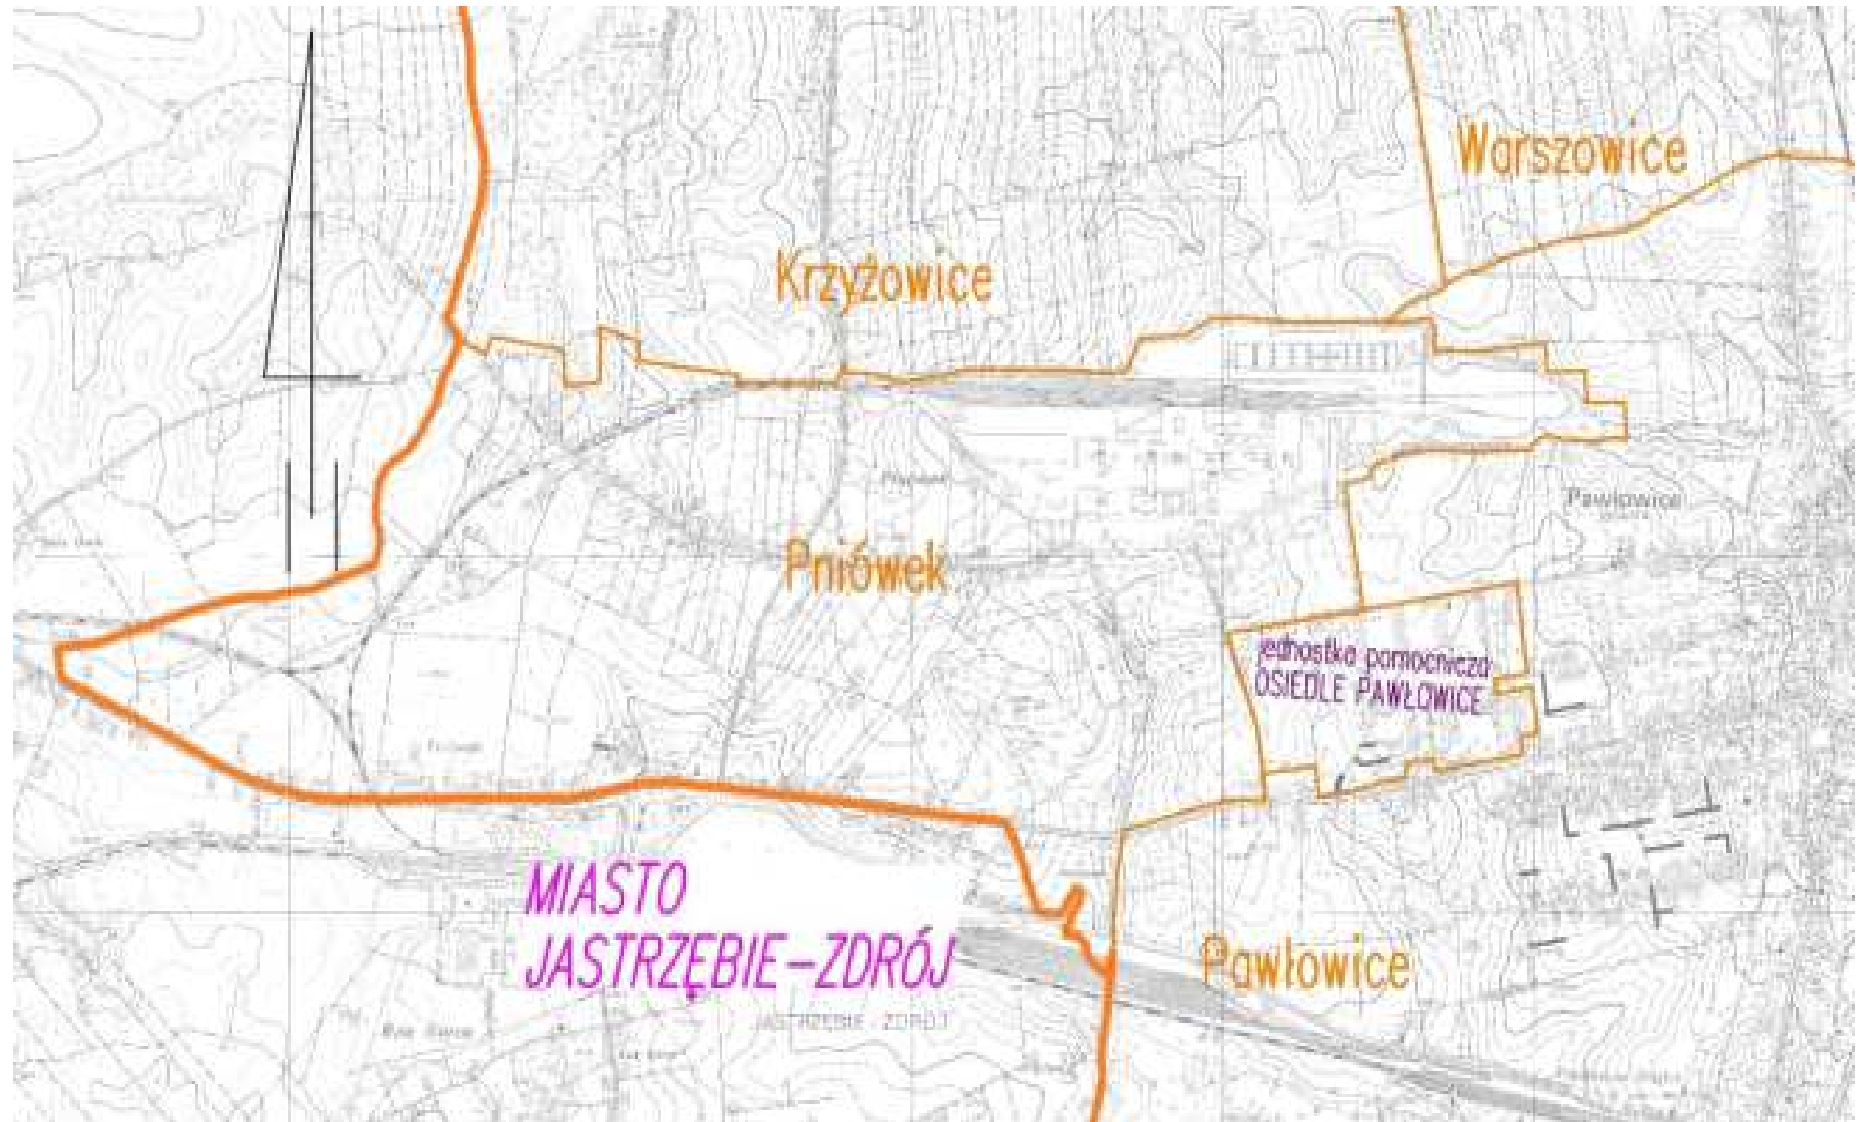 Warszowice
Krzyżowice
Pawłowice
Pniówek
jednostka pomocnicza
OSIEDLE PAWŁOWICE
MIASTO
JASTRZĘBIE-ZDRÓJ
Pawłowice
JASTRZĘBIE ZDRÓJ